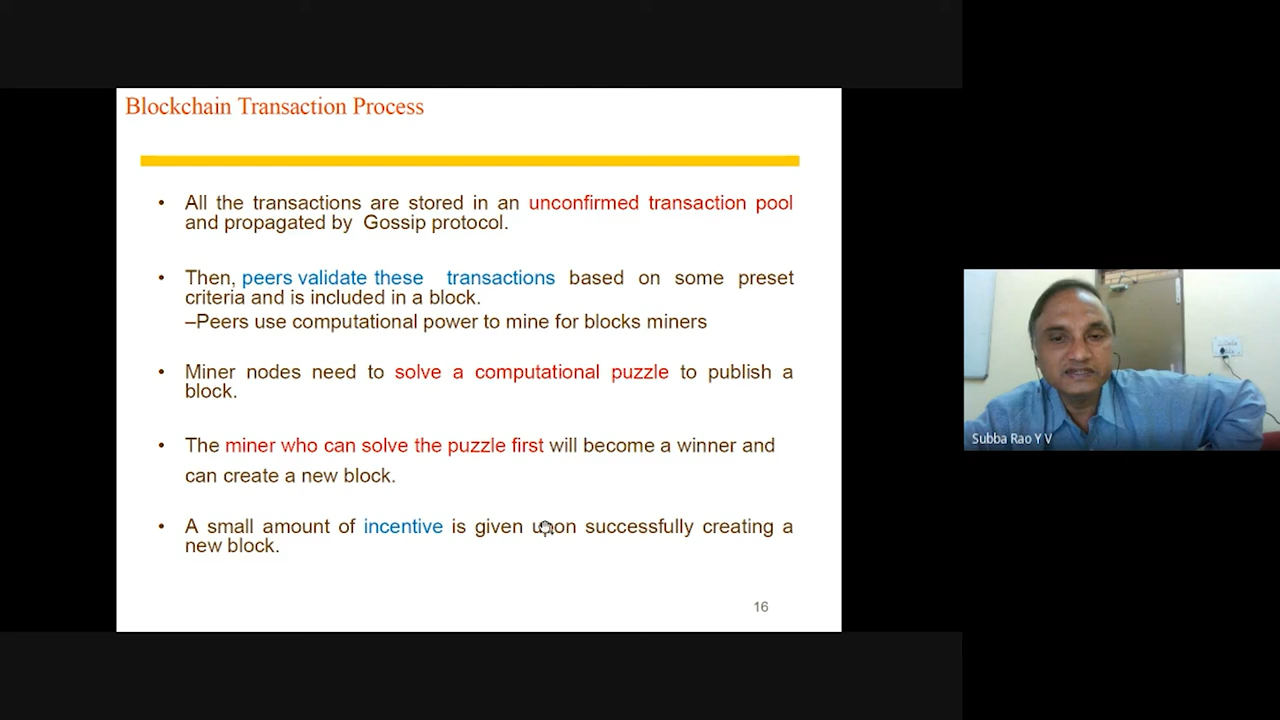 Blockchain Transaction Process
• All the transactions are stored in an unconfirmed transaction pool
and propagated by Gossip protocol.
• Then, peers validate these transactions based on some preset
criteria and is included in a block.
–Peers use computational power to mine for blocks miners
• Miner nodes need to solve a computational puzzle to publish a
block.
• The miner who can solve the puzzle first will become a winner and
can create a new block.
• A small amount of incentive is given upon successfully creating a
new block.
16
Subba Rao Y V